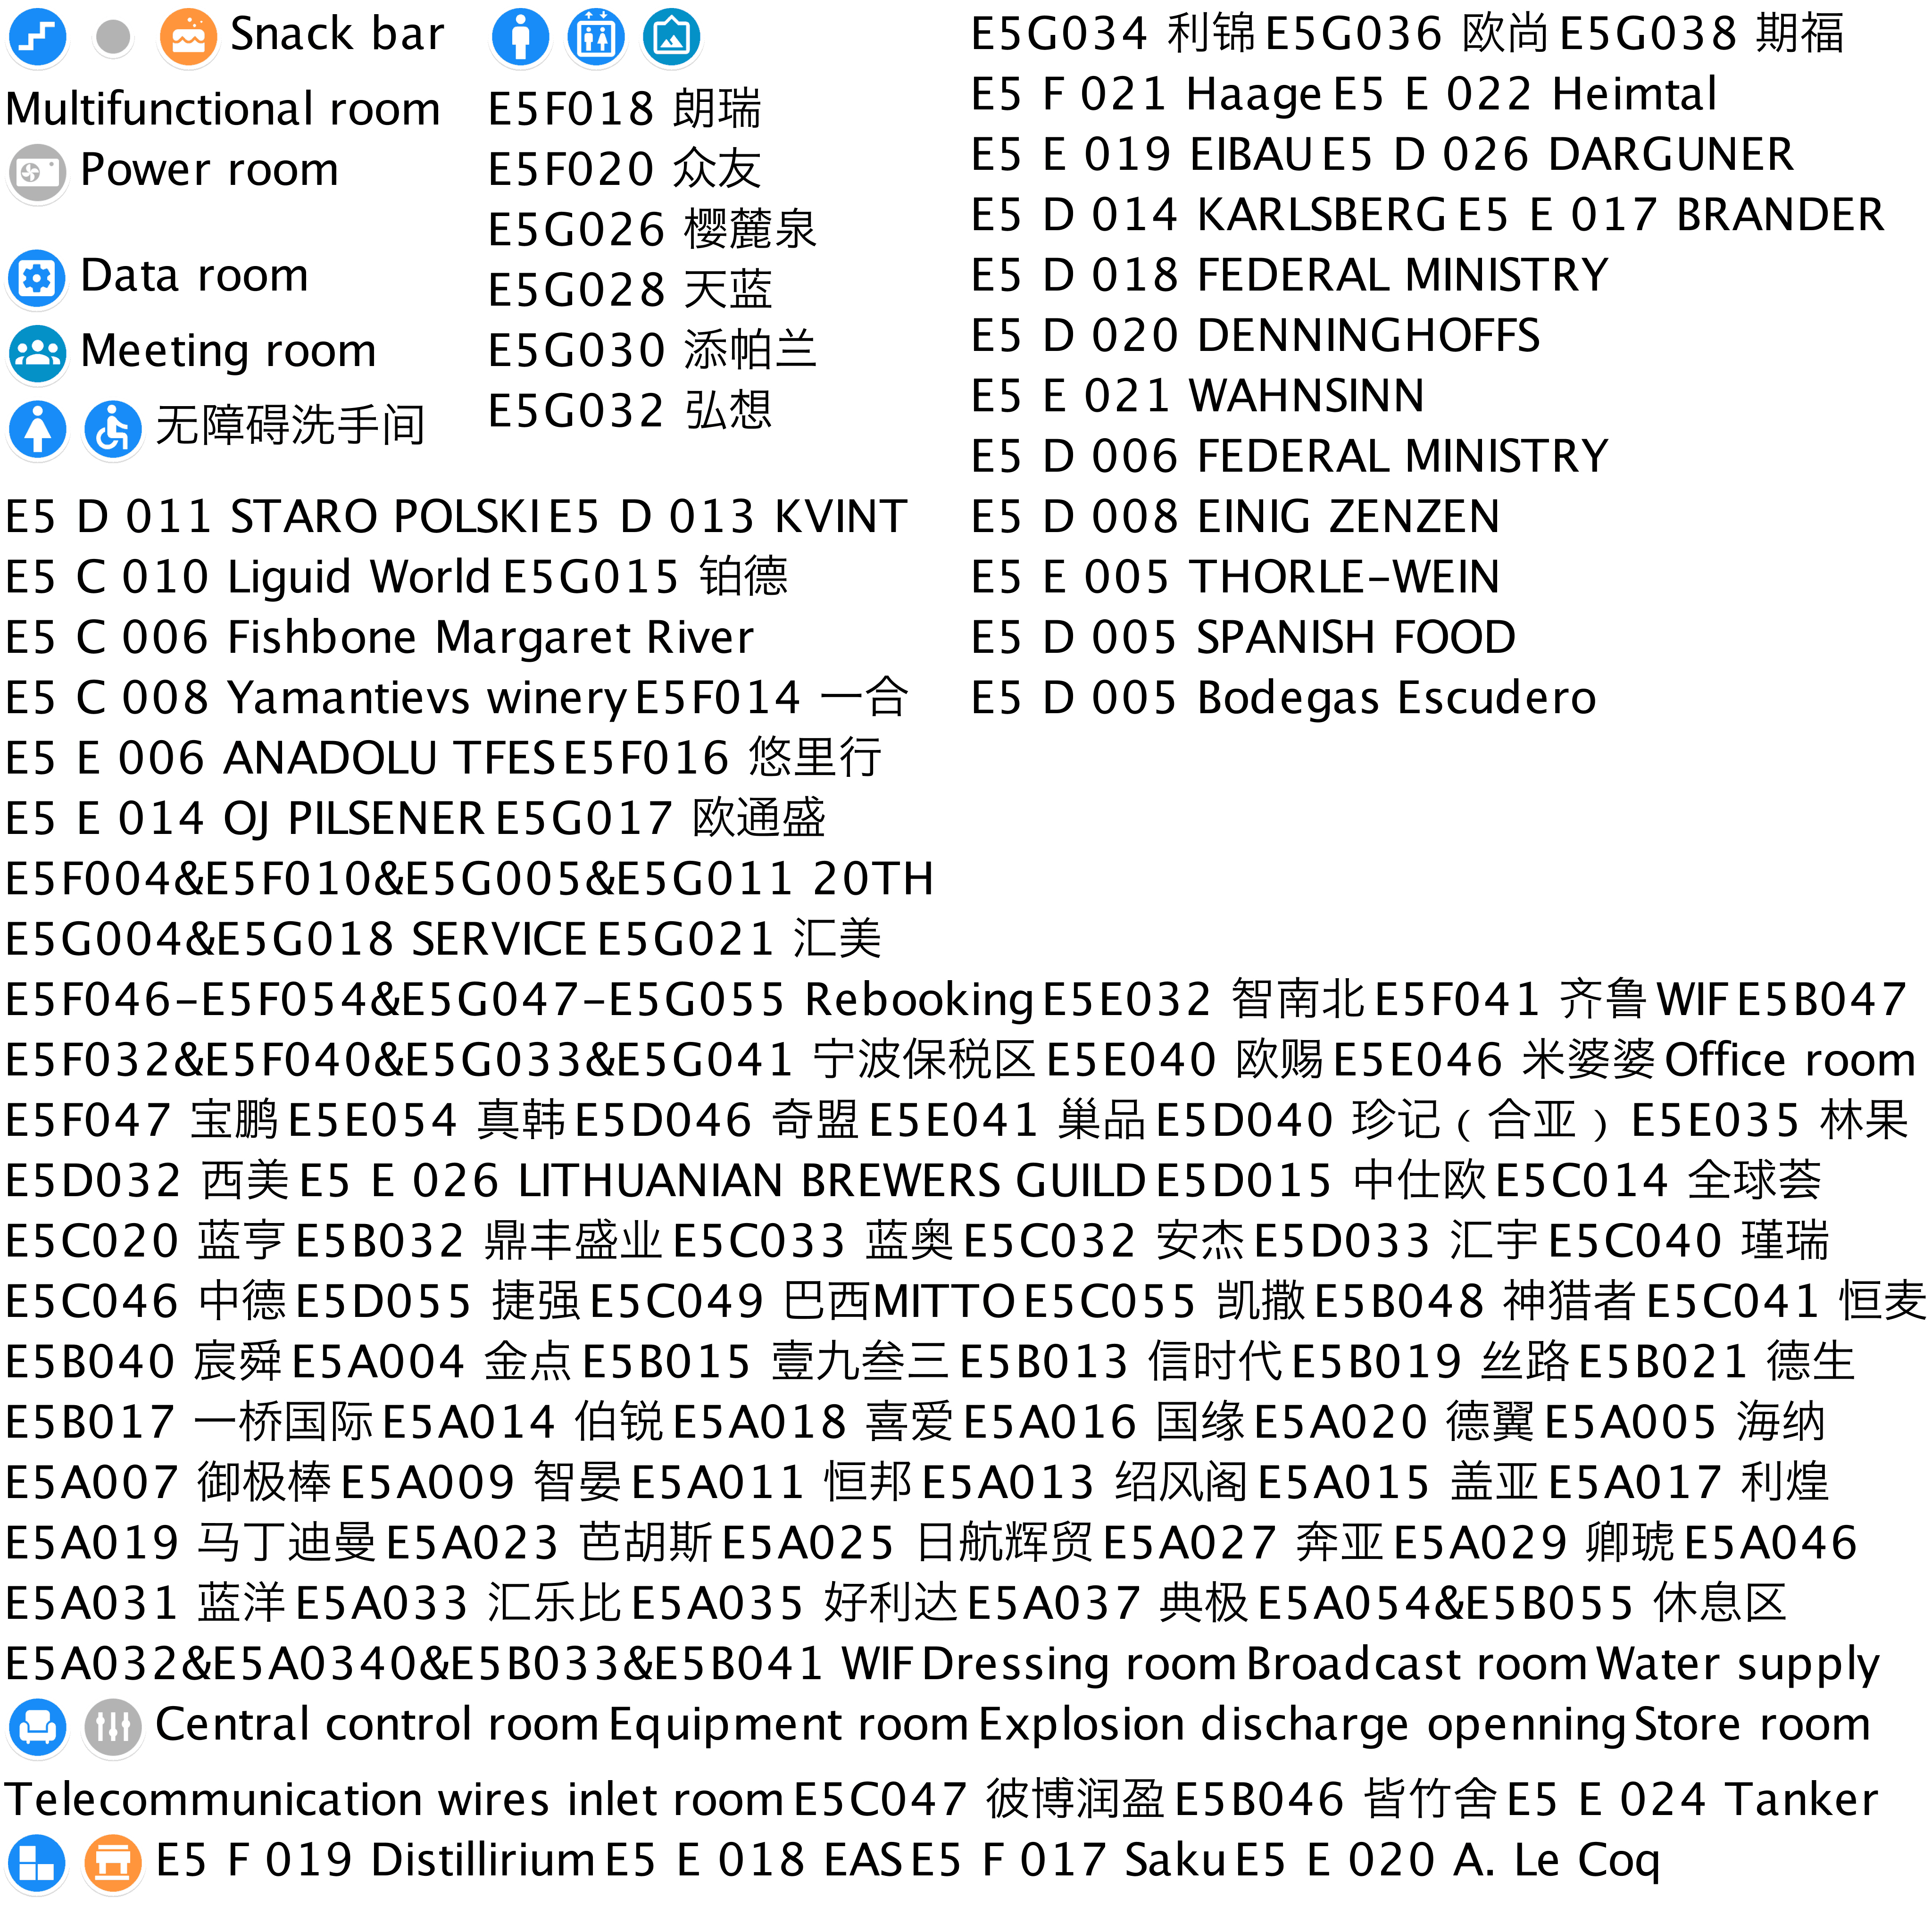 Snack bar
Multifunctional room
Power room
Data room
Meeting room
无障碍洗手间
E5F018 朗瑞
E5F020 众友
E5G026 樱麓泉
E5G028 天蓝
E5G030 添帕兰
E5G032 弘想
E5G034 利锦 E5G036 欧尚 E5G038 期福
E5 F 021 Haage E5 E 022 Heimtal
E5 E 019 EIBAU E5 D 026 DARGUNER
E5 D 014 KARLSBERG E5 E 017 BRANDER
E5 D 018 FEDERAL MINISTRY
E5 D 020 DENNINGHOFFS
E5 E 021 WAHNSINN
E5 D 006 FEDERAL MINISTRY
E5 D 008 EINIG ZENZEN
E5 E 005 THORLE-WEIN
E5 D 005 SPANISH FOOD
E5 D 005 Bodegas Escudero
E5 D 011 STARO POLSKI E5 D 013 KVINT
E5 C 010 Liguid World E5G015 铂德
E5 C 006 Fishbone Margaret River
E5 C 008 Yamantievs winery E5F014 一合
E5 E 006 ANADOLU TFES E5F016 悠里行
E5 E 014 OJ PILSENER E5G017 欧通盛
E5F004&E5F010&E5G005&E5G011 20TH
E5G004&E5G018 SERVICE E5G021 汇美
E5F046-E5F054&E5G047-E5G055 Rebooking E5E032 智南北 E5F041 齐鲁 WIF E5B047
E5F032&E5F040&E5G033&E5G041 宁波保税区 E5E040 欧赐 E5E046 米婆婆 Office room
E5F047 宝鹏 E5E054 真韩 E5D046 奇盟 E5E041 巢品 E5D040 珍记（合亚） E5E035 林果
E5D032 西美 E5 E 026 LITHUANIAN BREWERS GUILD E5D015 中仕欧 E5C014 全球荟
E5C020 蓝亨 E5B032 鼎丰盛业 E5C033 蓝奥 E5C032 安杰 E5D033 汇宇 E5C040 瑾瑞
E5C046 中德 E5D055 捷强 E5C049 巴西MITTO E5C055 凯撒 E5B048 神猎者 E5C041 恒麦
E5B040 宸舜 E5A004 金点 E5B015 壹九叁三 E5B013 信时代 E5B019 丝路 E5B021 德生
E5B017 一桥国际 E5A014 伯锐 E5A018 喜爱 E5A016 国缘 E5A020 德翼 E5A005 海纳
E5A007 御极棒 E5A009 智晏 E5A011 恒邦 E5A013 绍风阁 E5A015 盖亚 E5A017 利煌
E5A019 马丁迪曼 E5A023 芭胡斯 E5A025 日航辉贸 E5A027 奔亚 E5A029 卿琥 E5A046
E5A031 蓝洋 E5A033 汇乐比 E5A035 好利达 E5A037 典极 E5A054&E5B055 休息区
E5A032&E5A0340&E5B033&E5B041 WIF Dressing room Broadcast room Water supply
Central control room Equipment room Explosion discharge openning Store room
Telecommunication wires inlet room E5C047 彼博润盈 E5B046 皆竹舍 E5 E 024 Tanker
E5 F 019 Distillirium E5 E 018 EAS E5 F 017 Saku E5 E 020 A. Le Coq